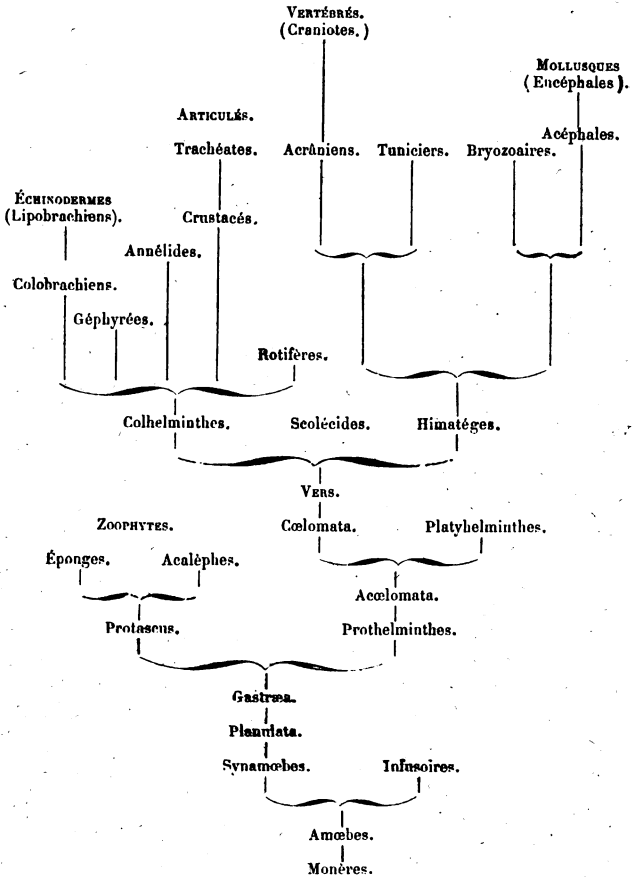 VERTÉBRÉS.
(Craniotes.)
MOLLUSQUES
(Encéphales).
ARTICULÉS.
Acéphales.
Trachéates.
Acrâniens.
Tuniciers.
Bryozoaires.
ÉCHINODERMES
(Lipobrachiens).
Crustacés.
Annélides.
Colobrachiens.
Géphyrées.
Rotifères.
Colhelminthes.
Scolécides.
Himatéges.
VERS.
ZOOPHYTES.
Cœlomata.
Platyhelminthes.
Éponges.
Acalèphes.
Acœlomata.
Protascus.
Prothelminthes.
Gastræa.
Planulata.
Synamœbes.
Infusoires.
Amœbes.
Monères.